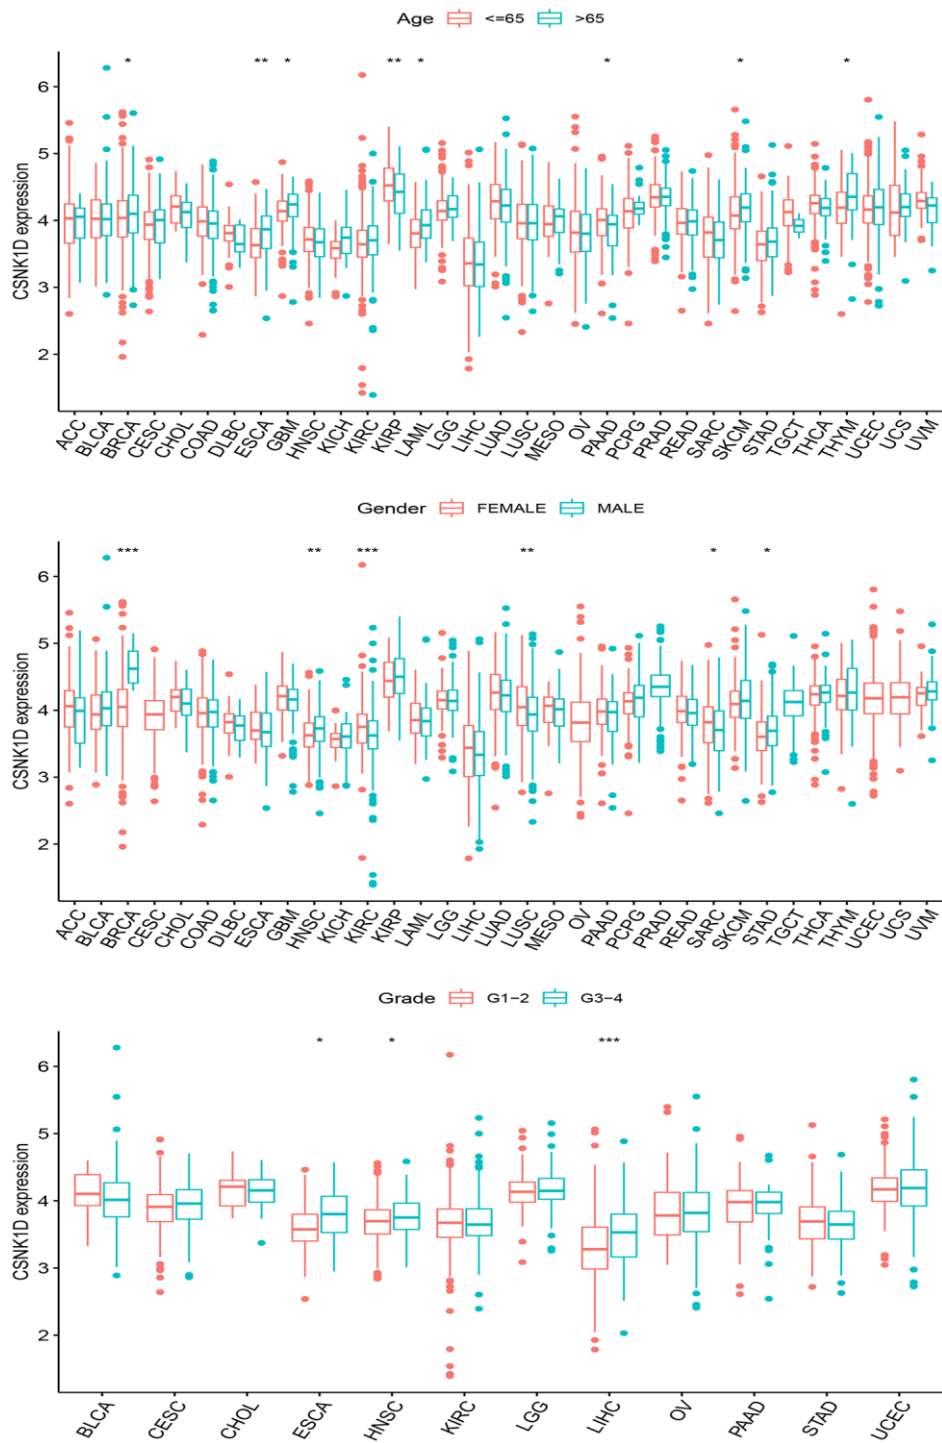 Age <=65 >65
* ** * ** * * * *
CSNK1D expression
6
5
4
3
2
ACC BLCA BRCA CESC CHOL COAD DLBC ESCA GBM HNSC KICH KIRC KIRP LAML LGG LIHC LUAD LUSC MESO OV PAAD PCPG PRAD READ SARC SKCM STAD TGCT THCA THYM UCEC UCS UVM
Gender FEMALE MALE
*** ** *** ** * *
CSNK1D expression
6
5
4
3
2
ACC BLCA BRCA CESC CHOL COAD DLBC ESCA GBM HNSC KICH KIRC KIRP LAML LGG LIHC LUAD LUSC MESO OV PAAD PCPG PRAD READ SARC SKCM STAD TGCT THCA THYM UCEC UCS UVM
Grade G1-2 G3-4
* * ***
CSNK1D expression
6
5
4
3
2
BLCA CESC CHOL ESCA HNSC KIRC LGG LIHC OV PAAD STAD UCEC